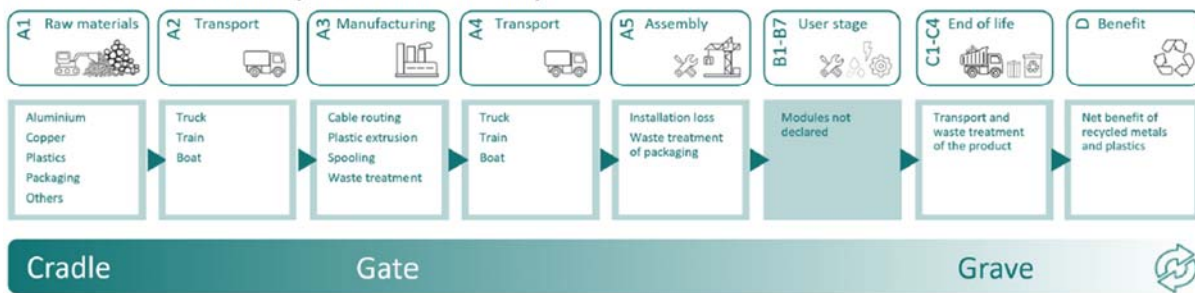 A1 Raw materials
A2 Transport
A3 Manufacturing
A4 Transport
A5 Assembly
B1-B7 User stage
C1-C4 End of life
D Benefit
Aluminium
Copper
Plastics
Packaging
Others
Truck
Train
Boat
Cable routing
Plastic extrusion
Spooling
Waste treatment
Truck
Train
Boat
Installation loss
Waste treatment
of packaging
Modules not
declared
Transport and
waste treatment
of the product
Net benefit of
recycled metals
and plastics
Cradle
Gate
Grave